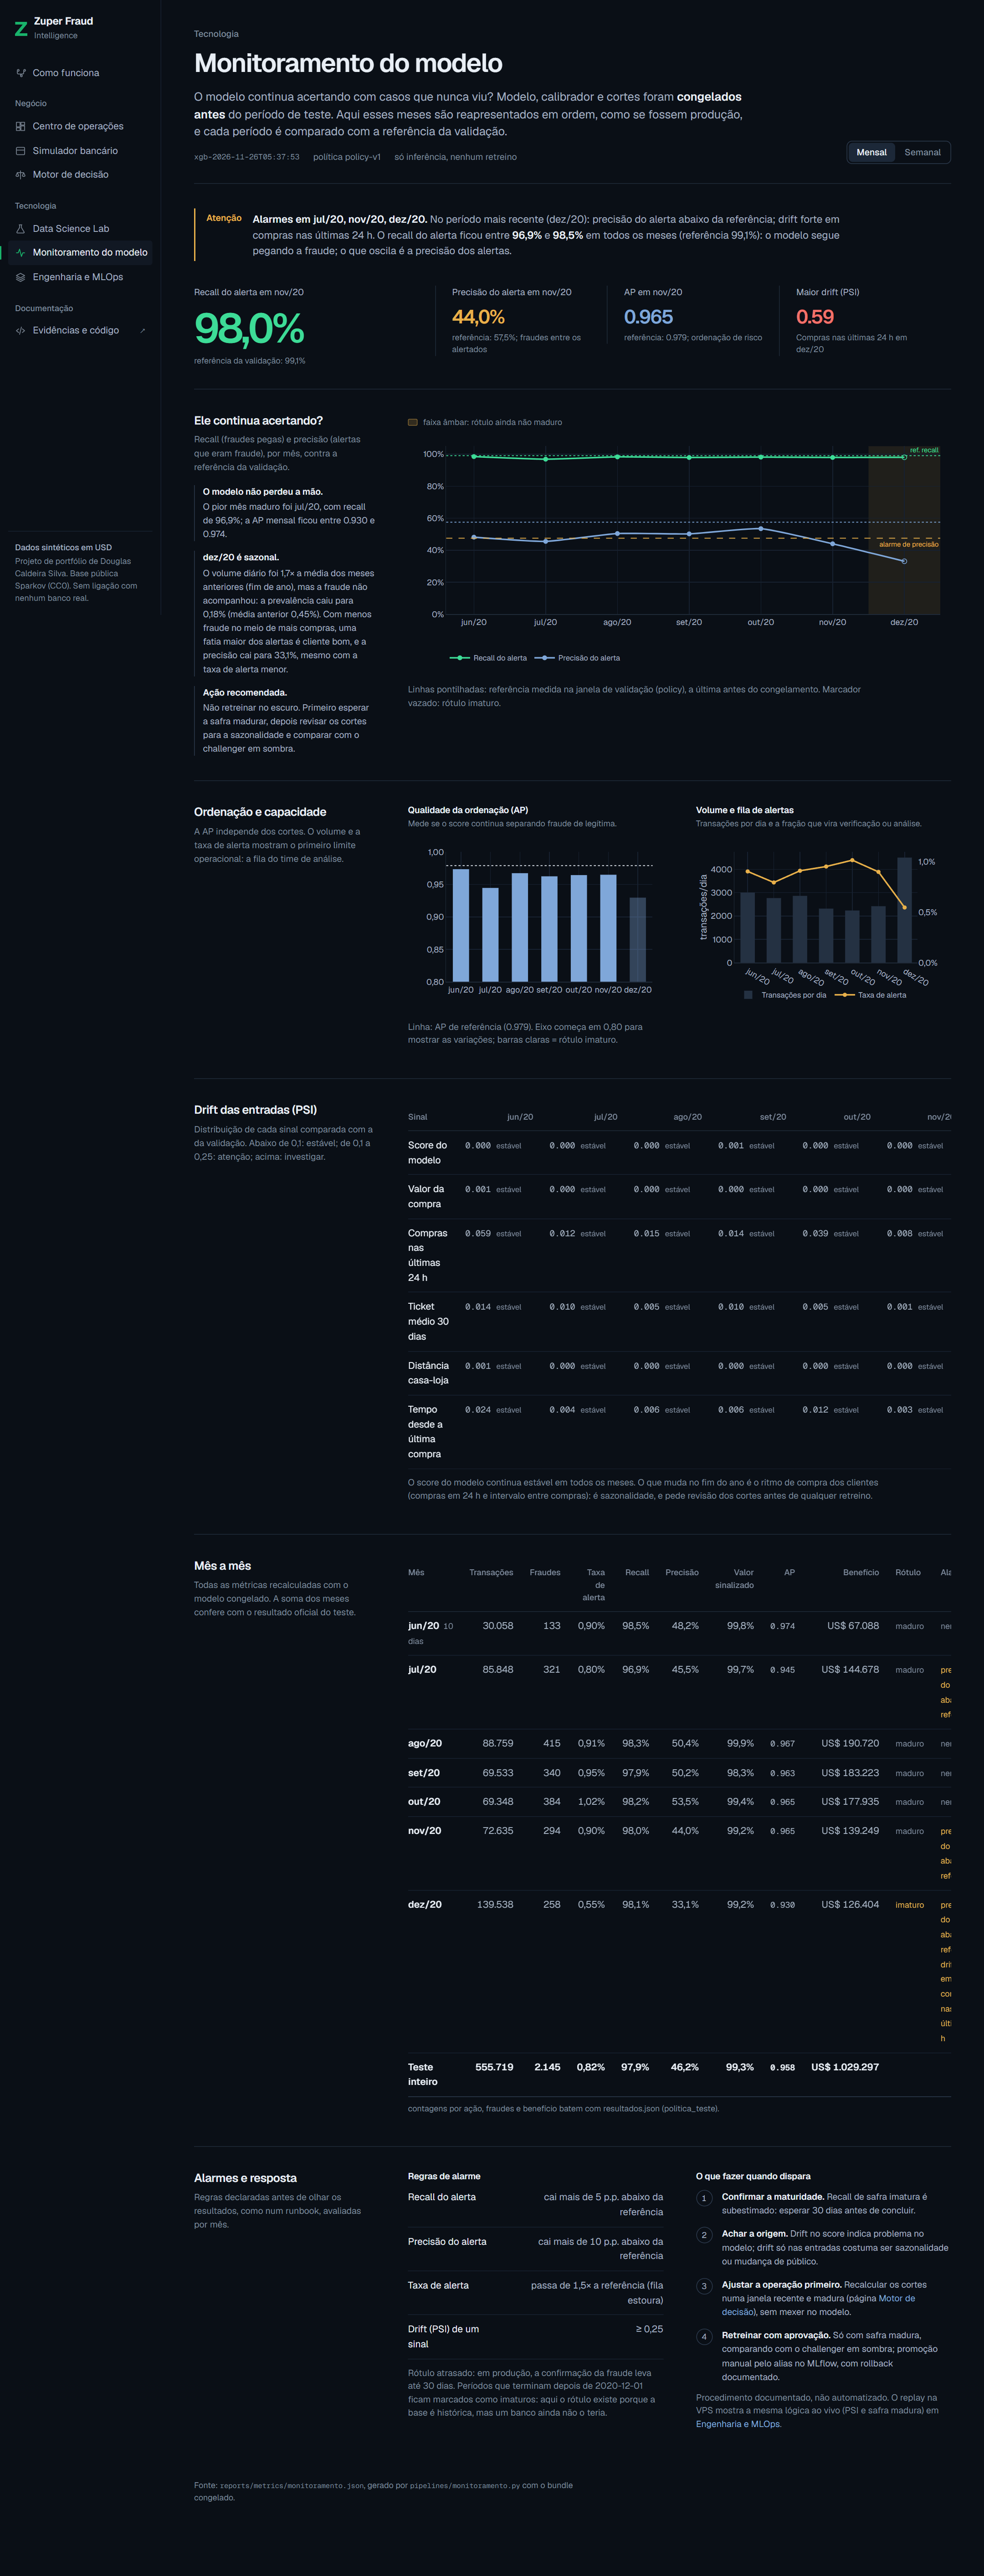 Zuper Fraud
Intelligence
Como funciona
Negócio
Centro de operações
Simulador bancário
Motor de decisão
Tecnologia
Data Science Lab
Monitoramento do modelo
Engenharia e MLOps
Documentação
Evidências e código ↗
Dados sintéticos em USD
Projeto de portfólio de Douglas
Caldeira Silva. Base pública
Sparkov (CC0). Sem ligação com
nenhum banco real.
Tecnologia
Monitoramento do modelo
O modelo continua acertando com casos que nunca viu? Modelo, calibrador e cortes foram congelados
antes do período de teste. Aqui esses meses são reapresentados em ordem, como se fossem produção,
e cada período é comparado com a referência da validação.
xgb-2026-11-26T05:37:53 política policy-v1 só inferência, nenhum retreino
Mensal Semanal
Atenção
Alarmes em jul/20, nov/20, dez/20. No período mais recente (dez/20): precisão do alerta abaixo da referência; drift forte em
compras nas últimas 24 h. O recall do alerta ficou entre 96,9% e 98,5% em todos os meses (referência 99,1%): o modelo segue
pegando a fraude; o que oscila é a precisão dos alertas.
Recall do alerta em nov/20
98,0%
referência da validação: 99,1%
Precisão do alerta em nov/20
44,0%
referência: 57,5%; fraudes entre os
alertados
AP em nov/20
0.965
referência: 0.979; ordenação de risco
Maior drift (PSI)
0.59
Compras nas últimas 24 h em
dez/20
Ele continua acertando?
Recall (fraudes pegas) e precisão (alertas
que eram fraude), por mês, contra a
referência da validação.
O modelo não perdeu a mão.
O pior mês maduro foi jul/20, com recall
de 96,9%; a AP mensal ficou entre 0.930 e
0.974.
dez/20 é sazonal.
O volume diário foi 1,7× a média dos meses
anteriores (fim de ano), mas a fraude não
acompanhou: a prevalência caiu para
0,18% (média anterior 0,45%). Com menos
fraude no meio de mais compras, uma
fatia maior dos alertas é cliente bom, e a
precisão cai para 33,1%, mesmo com a
taxa de alerta menor.
Ação recomendada.
Não retreinar no escuro. Primeiro esperar
a safra madurar, depois revisar os cortes
para a sazonalidade e comparar com o
challenger em sombra.
faixa âmbar: rótulo ainda não maduro
100%
80%
60%
40%
20%
0%
ref. recall
alarme de precisão
jun/20 jul/20 ago/20 set/20 out/20 nov/20 dez/20
Recall do alerta Precisão do alerta
Linhas pontilhadas: referência medida na janela de validação (policy), a última antes do congelamento. Marcador
vazado: rótulo imaturo.
Ordenação e capacidade
A AP independe dos cortes. O volume e a
taxa de alerta mostram o primeiro limite
operacional: a fila do time de análise.
Qualidade da ordenação (AP)
Mede se o score continua separando fraude de legítima.
1,00
0,95
0,90
0,85
0,80
jun/20 jul/20 ago/20 set/20 out/20 nov/20 dez/20
Linha: AP de referência (0.979). Eixo começa em 0,80 para
mostrar as variações; barras claras = rótulo imaturo.
Volume e fila de alertas
Transações por dia e a fração que vira verificação ou análise.
transações/dia
4000
3000
2000
1000
0
1,0%
0,5%
0,0%
jun/20 jul/20 ago/20 set/20 out/20 nov/20 dez/20
Transações por dia Taxa de alerta
Drift das entradas (PSI)
Distribuição de cada sinal comparada com a
da validação. Abaixo de 0,1: estável; de 0,1 a
0,25: atenção; acima: investigar.
Sinal jun/20 jul/20 ago/20 set/20 out/20 nov/20
Score do 0.000 estável 0.000 estável 0.000 estável 0.001 estável 0.000 estável 0.000 estável
modelo
Valor da 0.001 estável 0.000 estável 0.000 estável 0.000 estável 0.000 estável 0.000 estável
compra
Compras 0.059 estável 0.012 estável 0.015 estável 0.014 estável 0.039 estável 0.008 estável
nas
últimas
24 h
Ticket 0.014 estável 0.010 estável 0.005 estável 0.010 estável 0.005 estável 0.001 estável
médio 30
dias
Distância 0.001 estável 0.000 estável 0.000 estável 0.000 estável 0.000 estável 0.000 estável
casa-loja
Tempo 0.024 estável 0.004 estável 0.006 estável 0.006 estável 0.012 estável 0.003 estável
desde a
última
compra
O score do modelo continua estável em todos os meses. O que muda no fim do ano é o ritmo de compra dos clientes
(compras em 24 h e intervalo entre compras): é sazonalidade, e pede revisão dos cortes antes de qualquer retreino.
Mês a mês
Todas as métricas recalculadas com o
modelo congelado. A soma dos meses
confere com o resultado oficial do teste.
Mês Transações Fraudes Taxa Recall Precisão Valor AP Benefício Rótulo
de sinalizado
alerta
jun/20 10 30.058 133 0,90% 98,5% 48,2% 99,8% 0.974 US$ 67.088 maduro
dias
jul/20 85.848 321 0,80% 96,9% 45,5% 99,7% 0.945 US$ 144.678 maduro
do
ago/20 88.759 415 0,91% 98,3% 50,4% 99,9% 0.967 US$ 190.720 maduro
set/20 69.533 340 0,95% 97,9% 50,2% 98,3% 0.963 US$ 183.223 maduro
out/20 69.348 384 1,02% 98,2% 53,5% 99,4% 0.965 US$ 177.935 maduro
nov/20 72.635 294 0,90% 98,0% 44,0% 99,2% 0.965 US$ 139.249 maduro
do
dez/20 139.538 258 0,55% 98,1% 33,1% 99,2% 0.930 US$ 126.404 imaturo
do
em
h
Teste 555.719 2.145 0,82% 97,9% 46,2% 99,3% 0.958 US$ 1.029.297
inteiro
contagens por ação, fraudes e benefício batem com resultados.json (politica_teste).
Alarmes e resposta
Regras declaradas antes de olhar os
resultados, como num runbook, avaliadas
por mês.
Regras de alarme
Recall do alerta cai mais de 5 p.p. abaixo da
referência
Precisão do alerta cai mais de 10 p.p. abaixo da
referência
Taxa de alerta passa de 1,5× a referência (fila
estoura)
Drift (PSI) de um ≥ 0,25
sinal
Rótulo atrasado: em produção, a confirmação da fraude leva
até 30 dias. Períodos que terminam depois de 2020-12-01
ficam marcados como imaturos: aqui o rótulo existe porque a
base é histórica, mas um banco ainda não o teria.
O que fazer quando dispara
1 Confirmar a maturidade. Recall de safra imatura é
subestimado: esperar 30 dias antes de concluir.
2 Achar a origem. Drift no score indica problema no
modelo; drift só nas entradas costuma ser sazonalidade
ou mudança de público.
3 Ajustar a operação primeiro. Recalcular os cortes
numa janela recente e madura (página Motor de
decisão), sem mexer no modelo.
4 Retreinar com aprovação. Só com safra madura,
comparando com o challenger em sombra; promoção
manual pelo alias no MLflow, com rollback
documentado.
Procedimento documentado, não automatizado. O replay na
VPS mostra a mesma lógica ao vivo (PSI e safra madura) em
Engenharia e MLOps.
Fonte: reports/metrics/monitoramento.json, gerado por pipelines/monitoramento.py com o bundle
congelado.